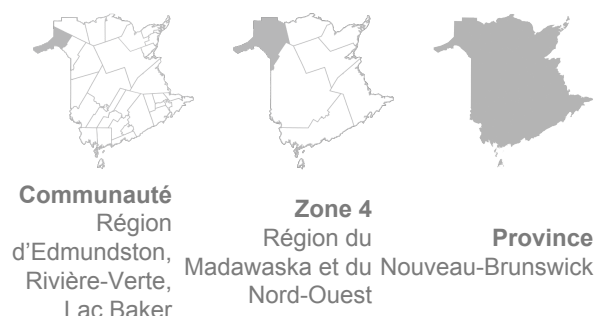 Communauté
Région
d'Edmundston,
Rivière-Verte,
Lac Baker
Zone 4
Région du
Madawaska et du
Nord-Ouest
Province
Nouveau-Brunswick